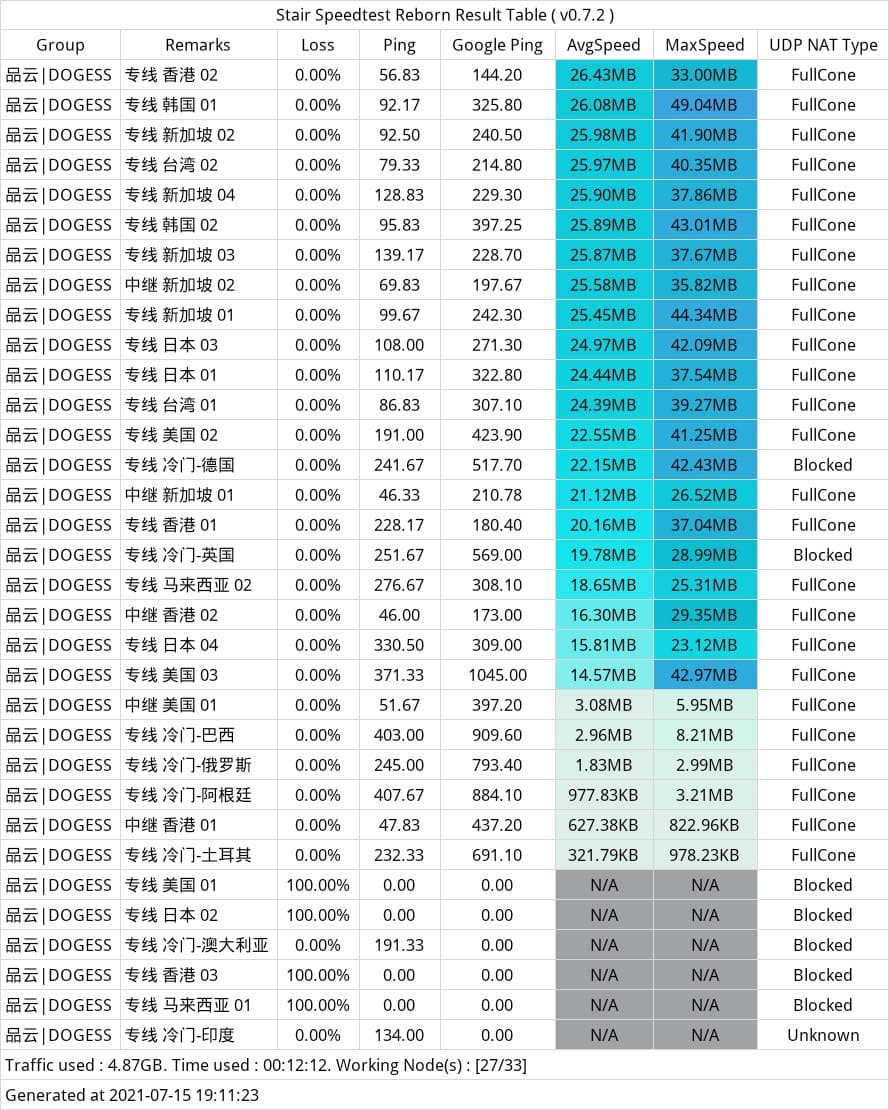 Stair Speedtest Reborn Result Table ( v0.7.2 )
Group Remarks Loss Ping Google Ping AvgSpeed MaxSpeed UDP NAT Type
品云|DOGESS 专线 香港 02 0.00% 56.83 144.20 26.43MB 33.00MB FullCone
品云|DOGESS 专线 韩国 01 0.00% 92.17 325.80 26.08MB 49.04MB FullCone
品云|DOGESS 专线 新加坡 02 0.00% 92.50 240.50 25.98MB 41.90MB FullCone
品云|DOGESS 专线 台湾 02 0.00% 79.33 214.80 25.97MB 40.35MB FullCone
品云|DOGESS 专线 新加坡 04 0.00% 128.83 229.30 25.90MB 37.86MB FullCone
品云|DOGESS 专线 韩国 02 0.00% 95.83 397.25 25.89MB 43.01MB FullCone
品云|DOGESS 专线 新加坡 03 0.00% 139.17 228.70 25.87MB 37.67MB FullCone
品云|DOGESS 中继 新加坡 02 0.00% 69.83 197.67 25.58MB 35.82MB FullCone
品云|DOGESS 专线 新加坡 01 0.00% 99.67 242.30 25.45MB 44.34MB FullCone
品云|DOGESS 专线 日本 03 0.00% 108.00 271.30 24.97MB 42.09MB FullCone
品云|DOGESS 专线 日本 01 0.00% 110.17 322.80 24.44MB 37.54MB FullCone
品云|DOGESS 专线 台湾 01 0.00% 86.83 307.10 24.39MB 39.27MB FullCone
品云|DOGESS 专线 美国 02 0.00% 191.00 423.90 22.55MB 41.25MB FullCone
品云|DOGESS 专线 冷门-德国 0.00% 241.67 517.70 22.15MB 42.43MB Blocked
品云|DOGESS 中继 新加坡 01 0.00% 46.33 210.78 21.12MB 26.52MB FullCone
品云|DOGESS 专线 香港 01 0.00% 228.17 180.40 20.16MB 37.04MB FullCone
品云|DOGESS 专线 冷门-英国 0.00% 251.67 569.00 19.78MB 28.99MB Blocked
品云|DOGESS 专线 马来西亚 02 0.00% 276.67 308.10 18.65MB 25.31MB FullCone
品云|DOGESS 中继 香港 02 0.00% 46.00 173.00 16.30MB 29.35MB FullCone
品云|DOGESS 专线 日本 04 0.00% 330.50 309.00 15.81MB 23.12MB FullCone
品云|DOGESS 专线 美国 03 0.00% 371.33 1045.00 14.57MB 42.97MB FullCone
品云|DOGESS 中继 美国 01 0.00% 51.67 397.20 3.08MB 5.95MB FullCone
品云|DOGESS 专线 冷门-巴西 0.00% 403.00 909.60 2.96MB 8.21MB FullCone
品云|DOGESS 专线 冷门-俄罗斯 0.00% 245.00 793.40 1.83MB 2.99MB FullCone
品云|DOGESS 专线 冷门-阿根廷 0.00% 407.67 884.10 977.83KB 3.21MB FullCone
品云|DOGESS 中继 香港 01 0.00% 47.83 437.20 627.38KB 822.96KB FullCone
品云|DOGESS 专线 冷门-土耳其 0.00% 232.33 691.10 321.79KB 978.23KB FullCone
品云|DOGESS 专线 美国 01 100.00% 0.00 0.00 N/A N/A Blocked
品云|DOGESS 专线 日本 02 100.00% 0.00 0.00 N/A N/A Blocked
品云|DOGESS 专线 冷门-澳大利亚 0.00% 191.33 0.00 N/A N/A Blocked
品云|DOGESS 专线 香港 03 100.00% 0.00 0.00 N/A N/A Blocked
品云|DOGESS 专线 马来西亚 01 100.00% 0.00 0.00 N/A N/A Blocked
品云|DOGESS 专线 冷门-印度 0.00% 134.00 0.00 N/A N/A Unknown
Traffic used : 4.87GB. Time used : 00:12:12. Working Node(s) : [27/33]
Generated at 2021-07-15 19:11:23